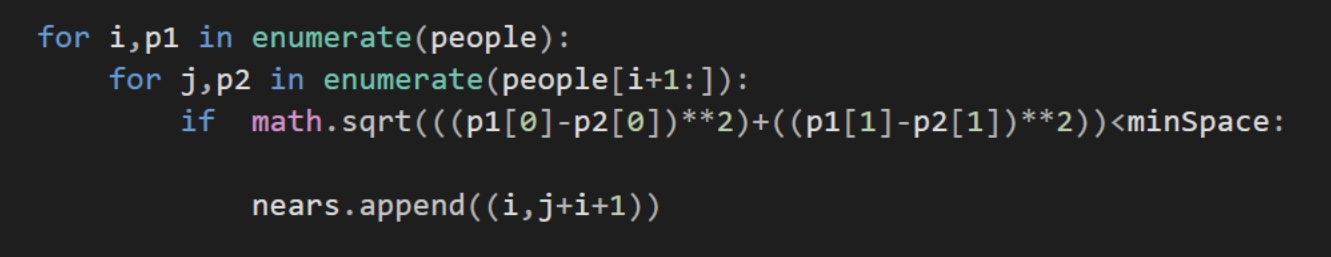 for i,p1 in enumerate(people):
    for j,p2 in enumerate(people[i+1:]):
        if  math.sqrt(((p1[0]-p2[0])**2)+((p1[1]-p2[1])**2))<minSpace:
            nears.append((i,j+i+1))